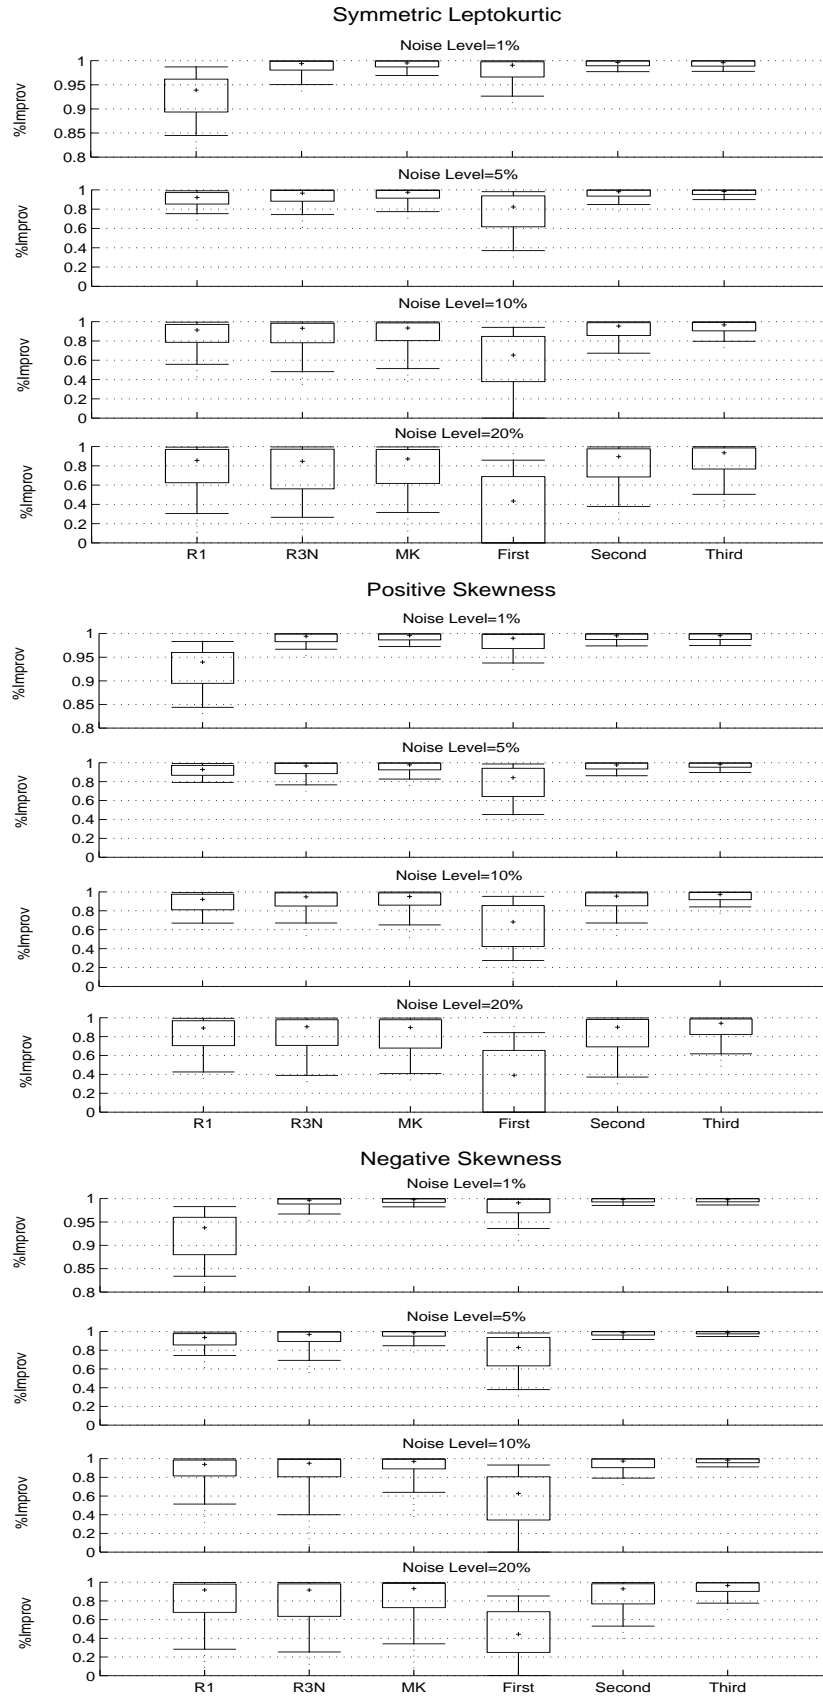 Symmetric Leptokurtic
Noise Level=1%
%Improv
1
0.95
0.9
0.85
0.8
Noise Level=5%
%Improv
1
0.8
0.6
0.4
0.2
0
Noise Level=10%
%Improv
1
0.8
0.6
0.4
0.2
0
Noise Level=20%
%Improv
1
0.8
0.6
0.4
0.2
0
R1 R3N MK First Second Third
Positive Skewness
Noise Level=1%
%Improv
1
0.95
0.9
0.85
0.8
Noise Level=5%
%Improv
1
0.8
0.6
0.4
0.2
0
Noise Level=10%
%Improv
1
0.8
0.6
0.4
0.2
0
Noise Level=20%
%Improv
1
0.8
0.6
0.4
0.2
0
R1 R3N MK First Second Third
Negative Skewness
Noise Level=1%
%Improv
1
0.95
0.9
0.85
0.8
Noise Level=5%
%Improv
1
0.8
0.6
0.4
0.2
0
Noise Level=10%
%Improv
1
0.8
0.6
0.4
0.2
0
Noise Level=20%
%Improv
1
0.8
0.6
0.4
0.2
0
R1 R3N MK First Second Third